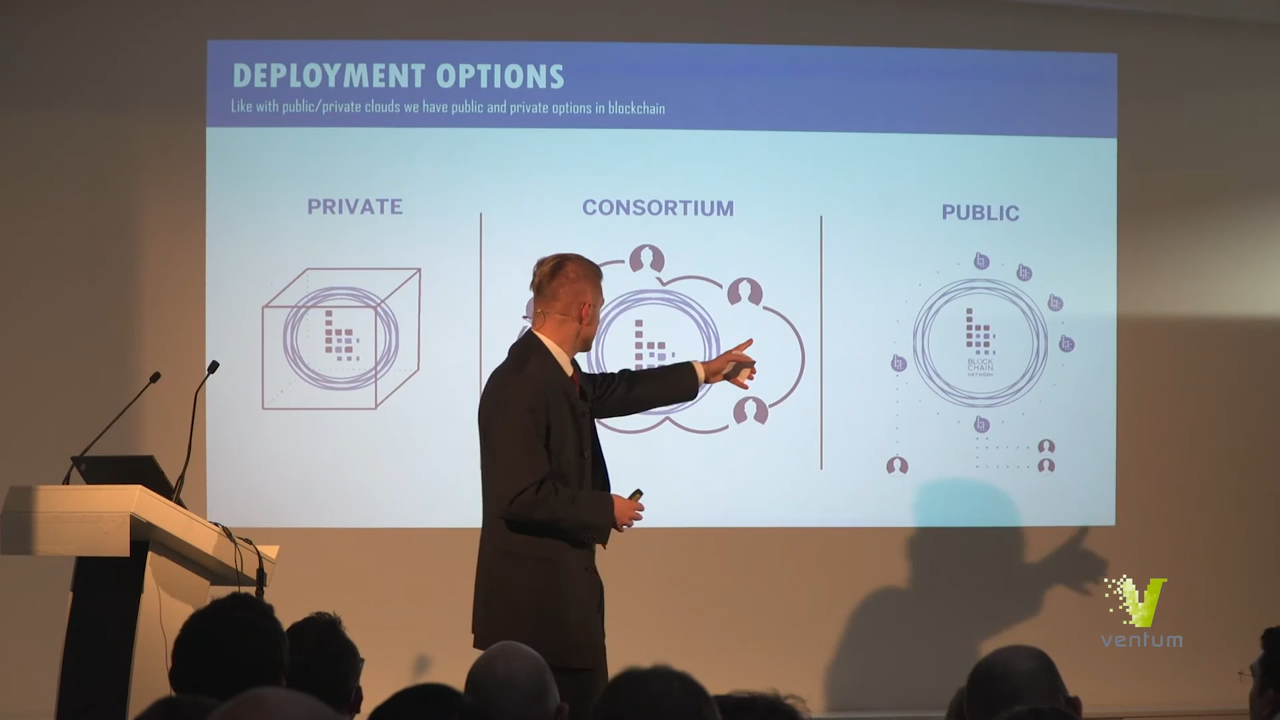 DEPLOYMENT OPTIONS
Like with public/private clouds we have public and private options in blockchain
PRIVATE
CONSORTIUM
PUBLIC
BLOCK
CHAIN
NETWORK
ventum